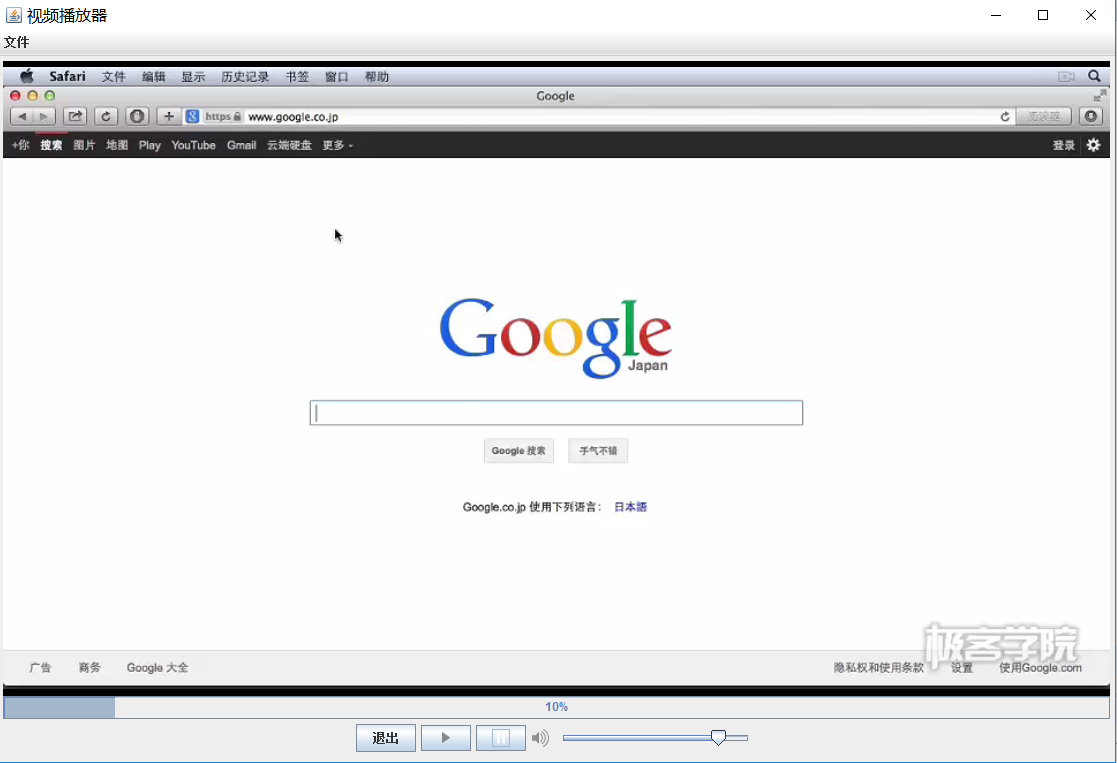 视频播放器
文件
Safari 文件 编辑 显示 历史记录 书签 窗口 帮助
Google
https www.google.co.jp 阅读器
+你 搜索 图片 地图 Play YouTube Gmail 云端硬盘 更多 登录
Google
Japan
Google 搜索 手气不错
Google.co.jp 使用下列语言： 日本語
极客学院
广告 商务 Google 大全 隐私权和使用条款 设置 使用Google.com
10%
退出